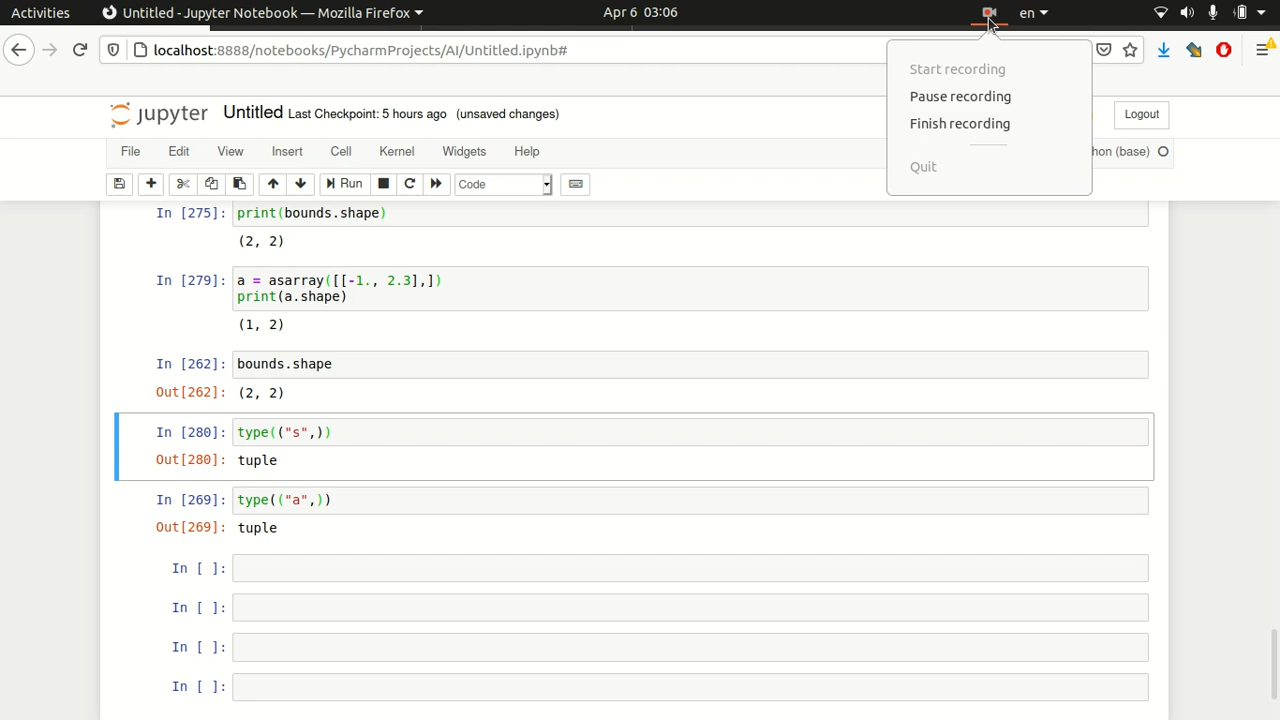 Activities Untitled - Jupyter Notebook — Mozilla Firefox Apr 6 03:06 en
localhost:8888/notebooks/PycharmProjects/AI/Untitled.ipynb#
Start recording
Pause recording
Finish recording
Quit
jupyter Untitled Last Checkpoint: 5 hours ago (unsaved changes) Logout
File Edit View Insert Cell Kernel Widgets Help hon (base)
Run Code
In [275]: print(bounds.shape)
(2, 2)
In [279]: a = asarray([[-1., 2.3],])
print(a.shape)
(1, 2)
In [262]: bounds.shape
Out[262]: (2, 2)
In [280]: type(("s",))
Out[280]: tuple
In [269]: type(("a",))
Out[269]: tuple
In [ ]:
In [ ]:
In [ ]:
In [ ]: